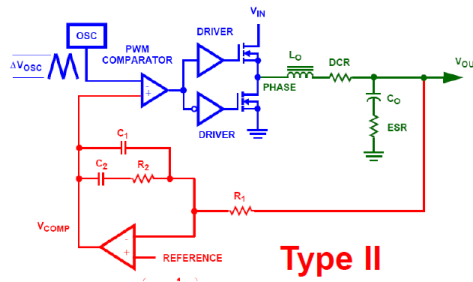 OSC
ΔVOSC
PWM
COMPARATOR
-
+
DRIVER
DRIVER
VIN
PHASE
LO
DCR
VOU
CO
ESR
C1
C2
R2
R1
VCOMP
-
+
REFERENCE
Type II